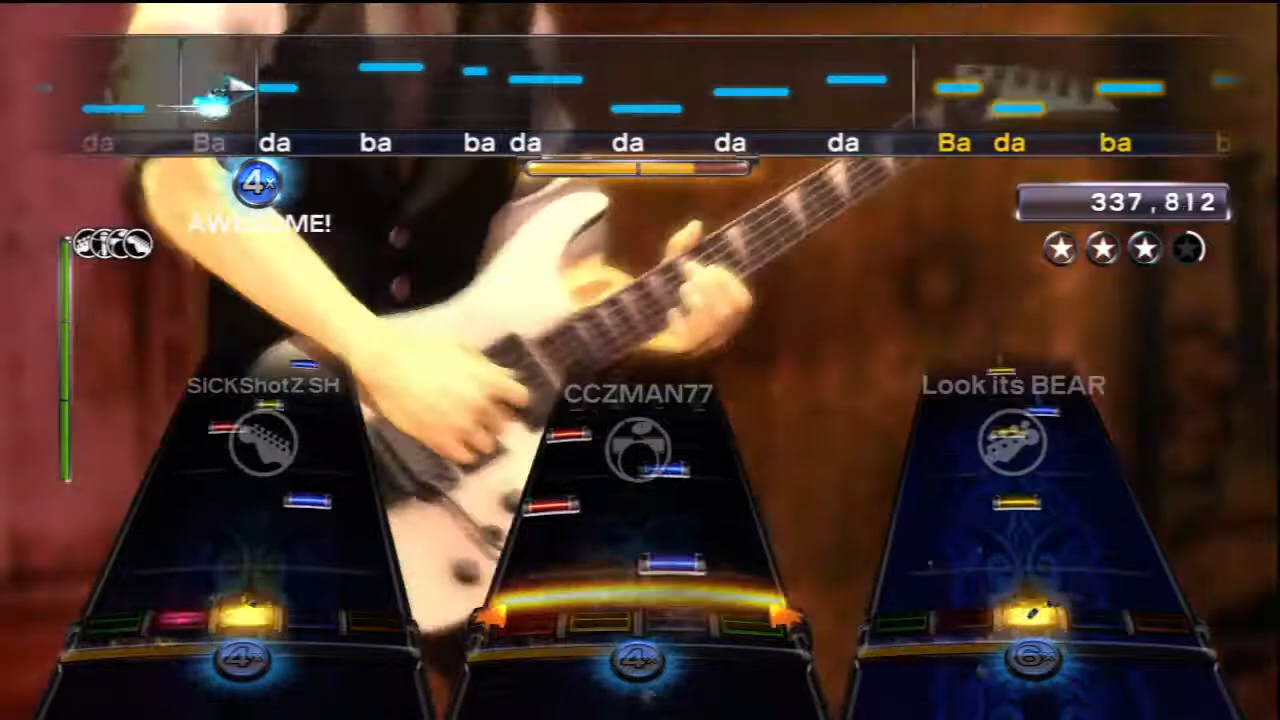 da Ba da ba ba da da da da Ba da ba b
4x
AWESOME!
337,812
SiCKShotZ SH
CCZMAN77
Look its BEAR
4x
4x
6x